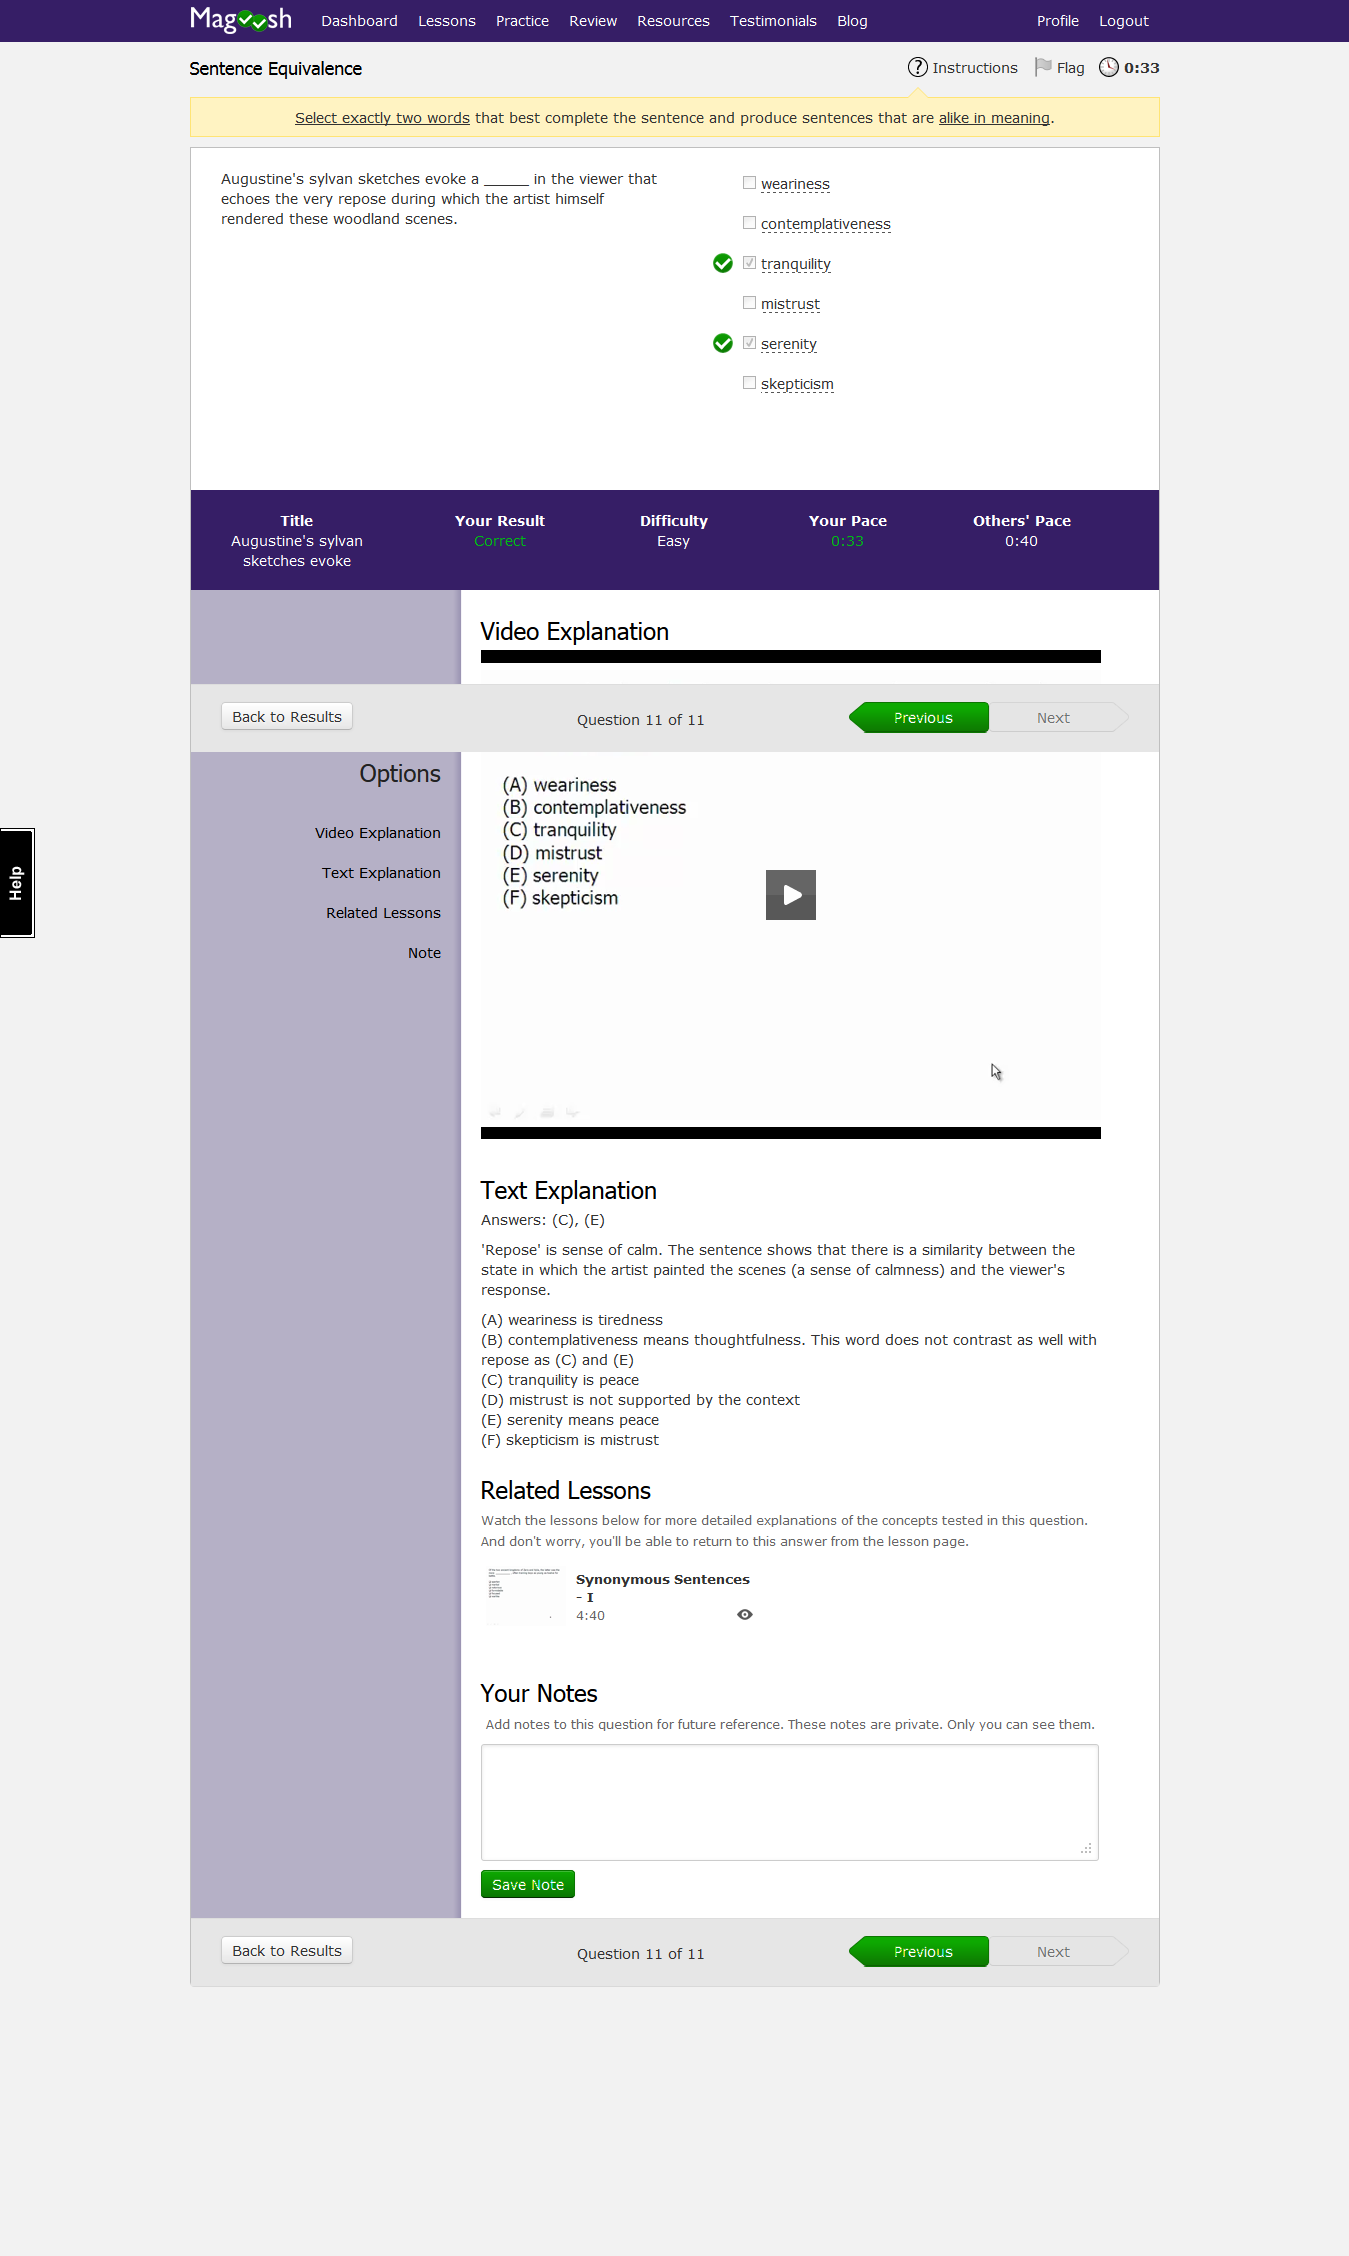 Magoosh Dashboard Lessons Practice Review Resources Testimonials Blog Profile Logout
Sentence Equivalence
Instructions Flag 0:33
Select exactly two words that best complete the sentence and produce sentences that are alike in meaning.
Augustine's sylvan sketches evoke a _____ in the viewer that
echoes the very repose during which the artist himself
rendered these woodland scenes.
weariness
contemplativeness
tranquility
mistrust
serenity
skepticism
Title Your Result Difficulty Your Pace Others' Pace
Augustine's sylvan Correct Easy 0:33 0:40
sketches evoke
Video Explanation
Back to Results Question 11 of 11 Previous Next
Options
Video Explanation
Text Explanation
Related Lessons
Note
(A) weariness
(B) contemplativeness
(C) tranquility
(D) mistrust
(E) serenity
(F) skepticism
Help
Text Explanation
Answers: (C), (E)
'Repose' is sense of calm. The sentence shows that there is a similarity between the
state in which the artist painted the scenes (a sense of calmness) and the viewer's
response.
(A) weariness is tiredness
(B) contemplativeness means thoughtfulness. This word does not contrast as well with
repose as (C) and (E)
(C) tranquility is peace
(D) mistrust is not supported by the context
(E) serenity means peace
(F) skepticism is mistrust
Related Lessons
Watch the lessons below for more detailed explanations of the concepts tested in this question.
And don't worry, you'll be able to return to this answer from the lesson page.
Synonymous Sentences
- I
4:40
Your Notes
Add notes to this question for future reference. These notes are private. Only you can see them.
Save Note
Back to Results Question 11 of 11 Previous Next